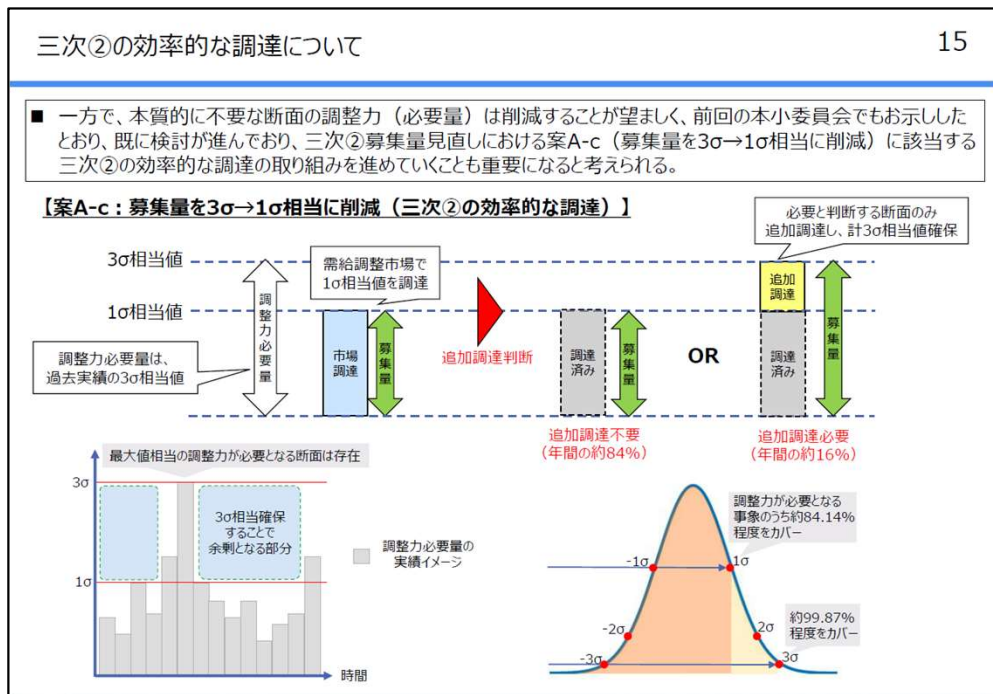 三次②の効率的な調達について
15
■ 一方で、本質的に不要な断面の調整力（必要量）は削減することが望ましく、前回の本小委員会でもお示しした
とおり、既に検討が進んでおり、三次②募集量見直しにおける案A-c（募集量を3σ→1σ相当に削減）に該当する
三次②の効率的な調達の取り組みを進めていくことも重要になると考えられる。
【案A-c：募集量を3σ→1σ相当に削減（三次②の効率的な調達）】
必要と判断する断面のみ
追加調達し、計3σ相当値確保
3σ相当値
需給調整市場で
1σ相当値を調達
1σ相当値
調整力必要量
調整力必要量は、
過去実績の3σ相当値
市場
調達
募集量
追加調達判断
調達
済み
募集量
OR
追加
調達
調達
済み
募集量
追加調達不要
（年間の約84%）
追加調達必要
（年間の約16%）
最大値相当の調整力が必要となる断面は存在
3σ
3σ相当確保
することで
余剰となる部分
1σ
調整力必要量の
実績イメージ
時間
調整力が必要となる
事象のうち約84.14%
程度をカバー
-1σ
1σ
約99.87%
程度をカバー
-2σ
2σ
-3σ
3σ